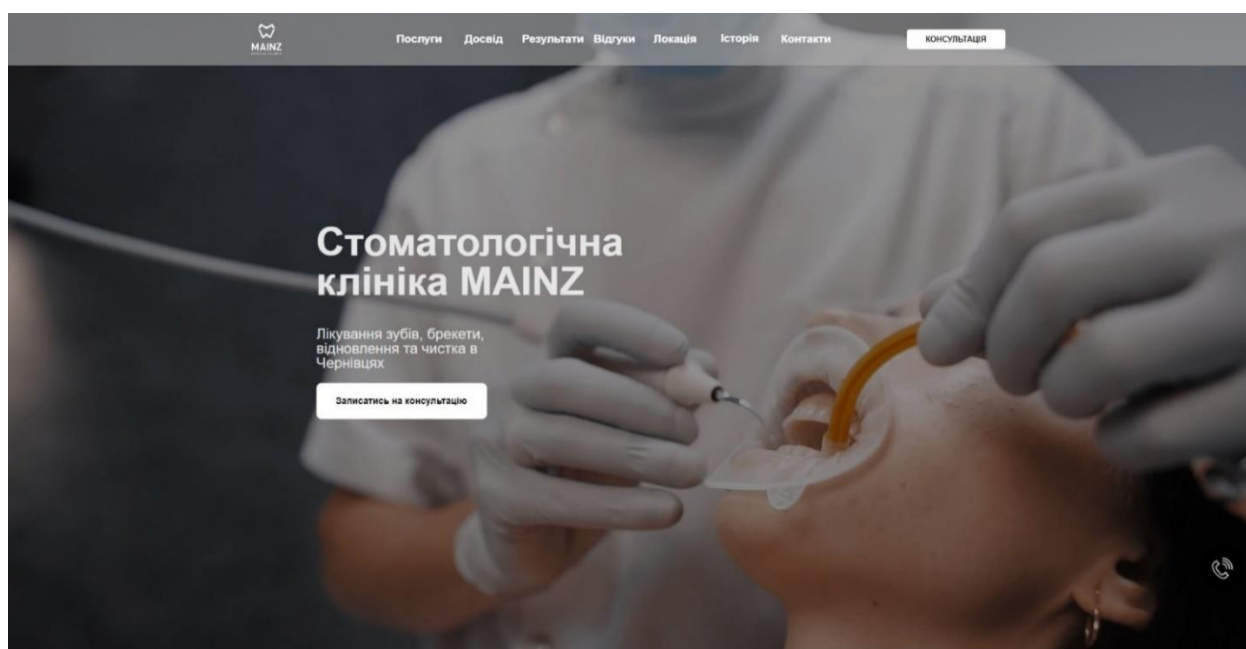 MAINZ
Послуги Досвід Результати Відгуки Локація Історія Контакти
КОНСУЛЬТАЦІЯ
Стоматологічна
клініка MAINZ
Лікування зубів, брекети,
відновлення та чистка в
Чернівцях
Записатись на консультацію